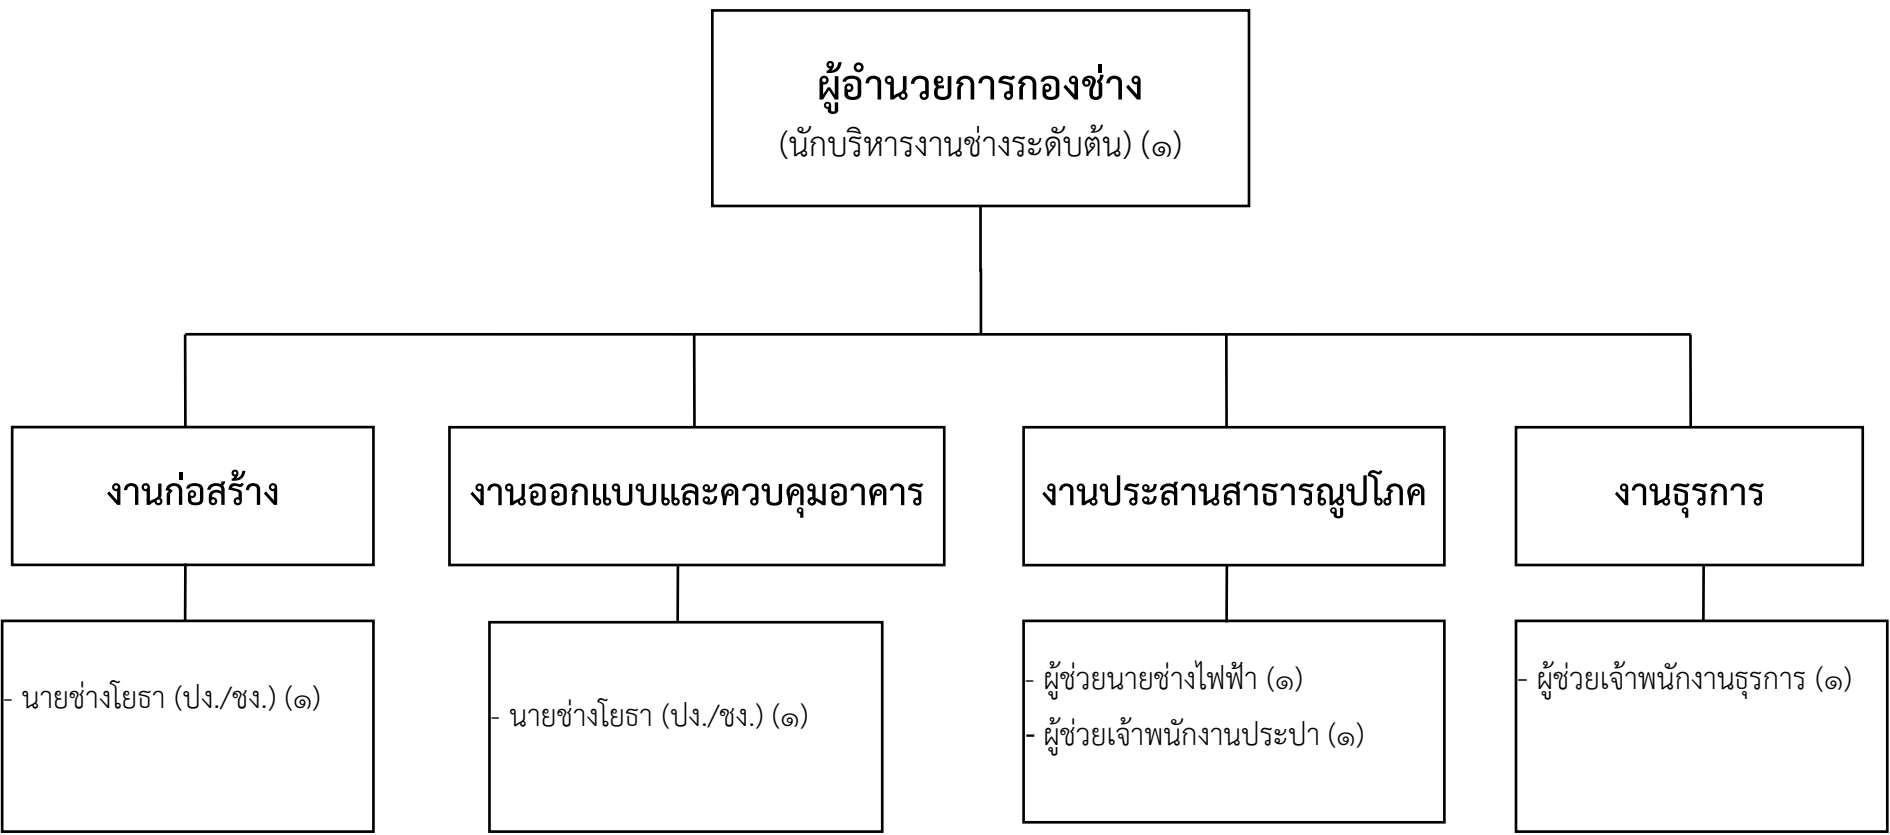 ผู้อำนวยการกองช่าง
(นักบริหารงานช่างระดับต้น) (๑)
งานก่อสร้าง
งานออกแบบและควบคุมอาคาร
งานประสานสาธารณูปโภค
งานธุรการ
- นายช่างโยธา (ปง./ชง.) (๑)
- นายช่างโยธา (ปง./ชง.) (๑)
- ผู้ช่วยนายช่างไฟฟ้า (๑)
- ผู้ช่วยเจ้าพนักงานประปา (๑)
- ผู้ช่วยเจ้าพนักงานธุรการ (๑)